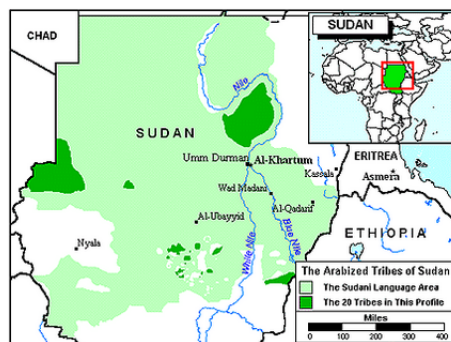 CHAD
SUDAN
Nile
SUDAN
Umm Durman
Al-Khartum
Kassala
ERITREA
Asmera
Wad Madani
Al-Qadarif
Al-Ubayyid
Nyala
White Nile
Blue Nile
ETHIOPIA
The Arabized Tribes of Sudan
The Sudani Language Area
The 20 Tribes in This Profile
Miles
0 100 200 300 400